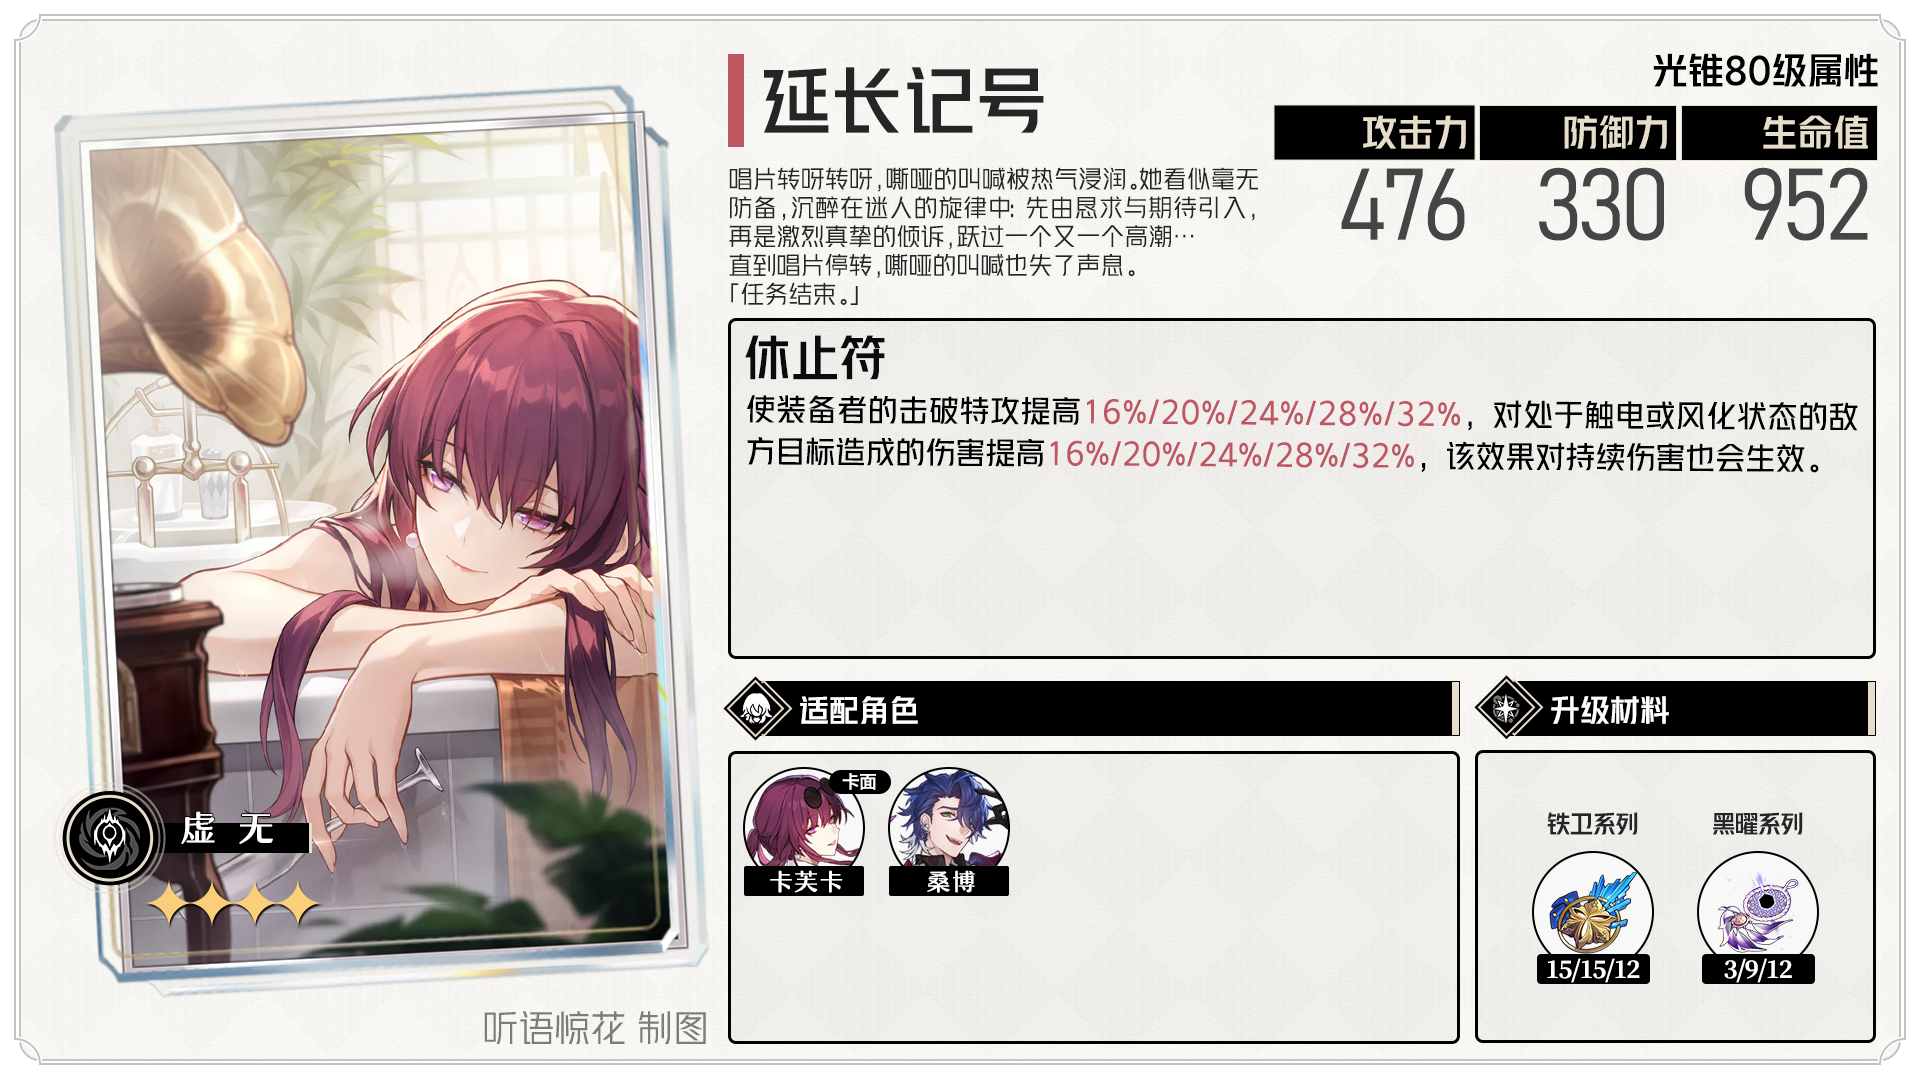 延长记号
唱片转呀转呀，嘶哑的叫喊被热气浸润。她看似毫无
防备，沉醉在迷人的旋律中：先由恳求与期待引入，
再是激烈真挚的倾诉，跃过一个又一个高潮…
直到唱片停转，嘶哑的叫喊也失了声息。
「任务结束。」
光锥80级属性
攻击力 防御力 生命值
476 330 952
休止符
使装备者的击破特攻提高16%/20%/24%/28%/32%，对处于触电或风化状态的敌
方目标造成的伤害提高16%/20%/24%/28%/32%，该效果对持续伤害也会生效。
虚无
适配角色
卡面
卡芙卡 桑博
升级材料
铁卫系列 黑曜系列
15/15/12 3/9/12
听语惊花 制图